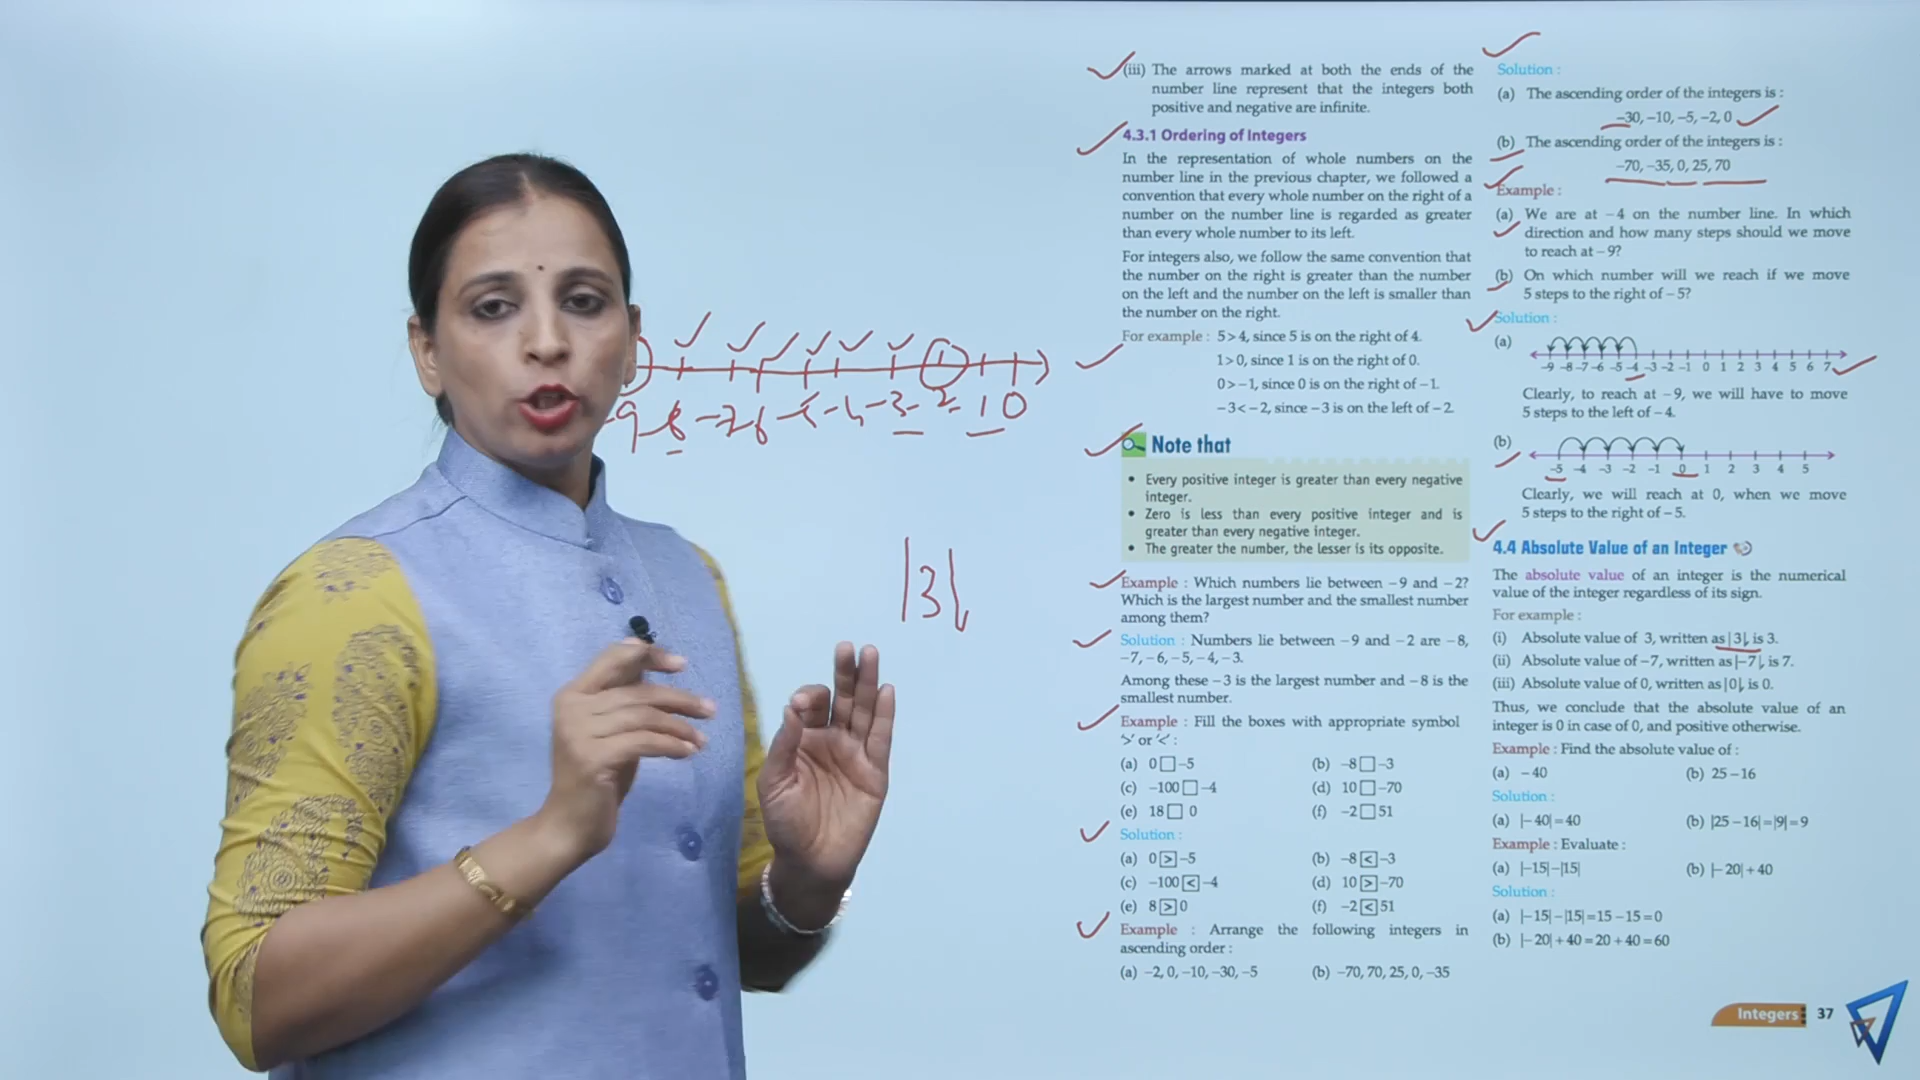 -9 -8 -7 -6 -5 -4 -3 -2 -1 0
|3|
(iii) The arrows marked at both the ends of the
number line represent that the integers both
positive and negative are infinite.
4.3.1 Ordering of Integers
In the representation of whole numbers on the
number line in the previous chapter, we followed a
convention that every whole number on the right of a
number on the number line is regarded as greater
than every whole number to its left.
For integers also, we follow the same convention that
the number on the right is greater than the number
on the left and the number on the left is smaller than
the number on the right.
For example : 5 > 4, since 5 is on the right of 4.
1 > 0, since 1 is on the right of 0.
0 > −1, since 0 is on the right of −1.
−3 < −2, since −3 is on the left of −2.
Note that
• Every positive integer is greater than every negative
integer.
• Zero is less than every positive integer and is
greater than every negative integer.
• The greater the number, the lesser is its opposite.
Example : Which numbers lie between −9 and −2?
Which is the largest number and the smallest number
among them?
Solution : Numbers lie between −9 and −2 are −8,
−7, −6, −5, −4, −3.
Among these −3 is the largest number and −8 is the
smallest number.
Example : Fill the boxes with appropriate symbol
'>' or '<' :
(a) 0 □ −5 (b) −8 □ −3
(c) −100 □ −4 (d) 10 □ −70
(e) 18 □ 0 (f) −2 □ 51
Solution :
(a) 0 > −5 (b) −8 < −3
(c) −100 < −4 (d) 10 > −70
(e) 8 > 0 (f) −2 < 51
Example : Arrange the following integers in
ascending order :
(a) −2, 0, −10, −30, −5 (b) −70, 70, 25, 0, −35
Solution :
(a) The ascending order of the integers is :
−30, −10, −5, −2, 0
(b) The ascending order of the integers is :
−70, −35, 0, 25, 70
Example :
(a) We are at −4 on the number line. In which
direction and how many steps should we move
to reach at −9?
(b) On which number will we reach if we move
5 steps to the right of −5?
Solution :
(a)
-9 -8 -7 -6 -5 -4 -3 -2 -1 0 1 2 3 4 5 6 7
Clearly, to reach at −9, we will have to move
5 steps to the left of −4.
(b)
-5 -4 -3 -2 -1 0 1 2 3 4 5
Clearly, we will reach at 0, when we move
5 steps to the right of −5.
4.4 Absolute Value of an Integer
The absolute value of an integer is the numerical
value of the integer regardless of its sign.
For example :
(i) Absolute value of 3, written as |3|, is 3.
(ii) Absolute value of −7, written as |−7|, is 7.
(iii) Absolute value of 0, written as |0|, is 0.
Thus, we conclude that the absolute value of an
integer is 0 in case of 0, and positive otherwise.
Example : Find the absolute value of :
(a) −40 (b) 25 − 16
Solution :
(a) |−40| = 40 (b) |25 − 16| = |9| = 9
Example : Evaluate :
(a) |−15| − |15| (b) |−20| + 40
Solution :
(a) |−15| − |15| = 15 − 15 = 0
(b) |−20| + 40 = 20 + 40 = 60
Integers 37